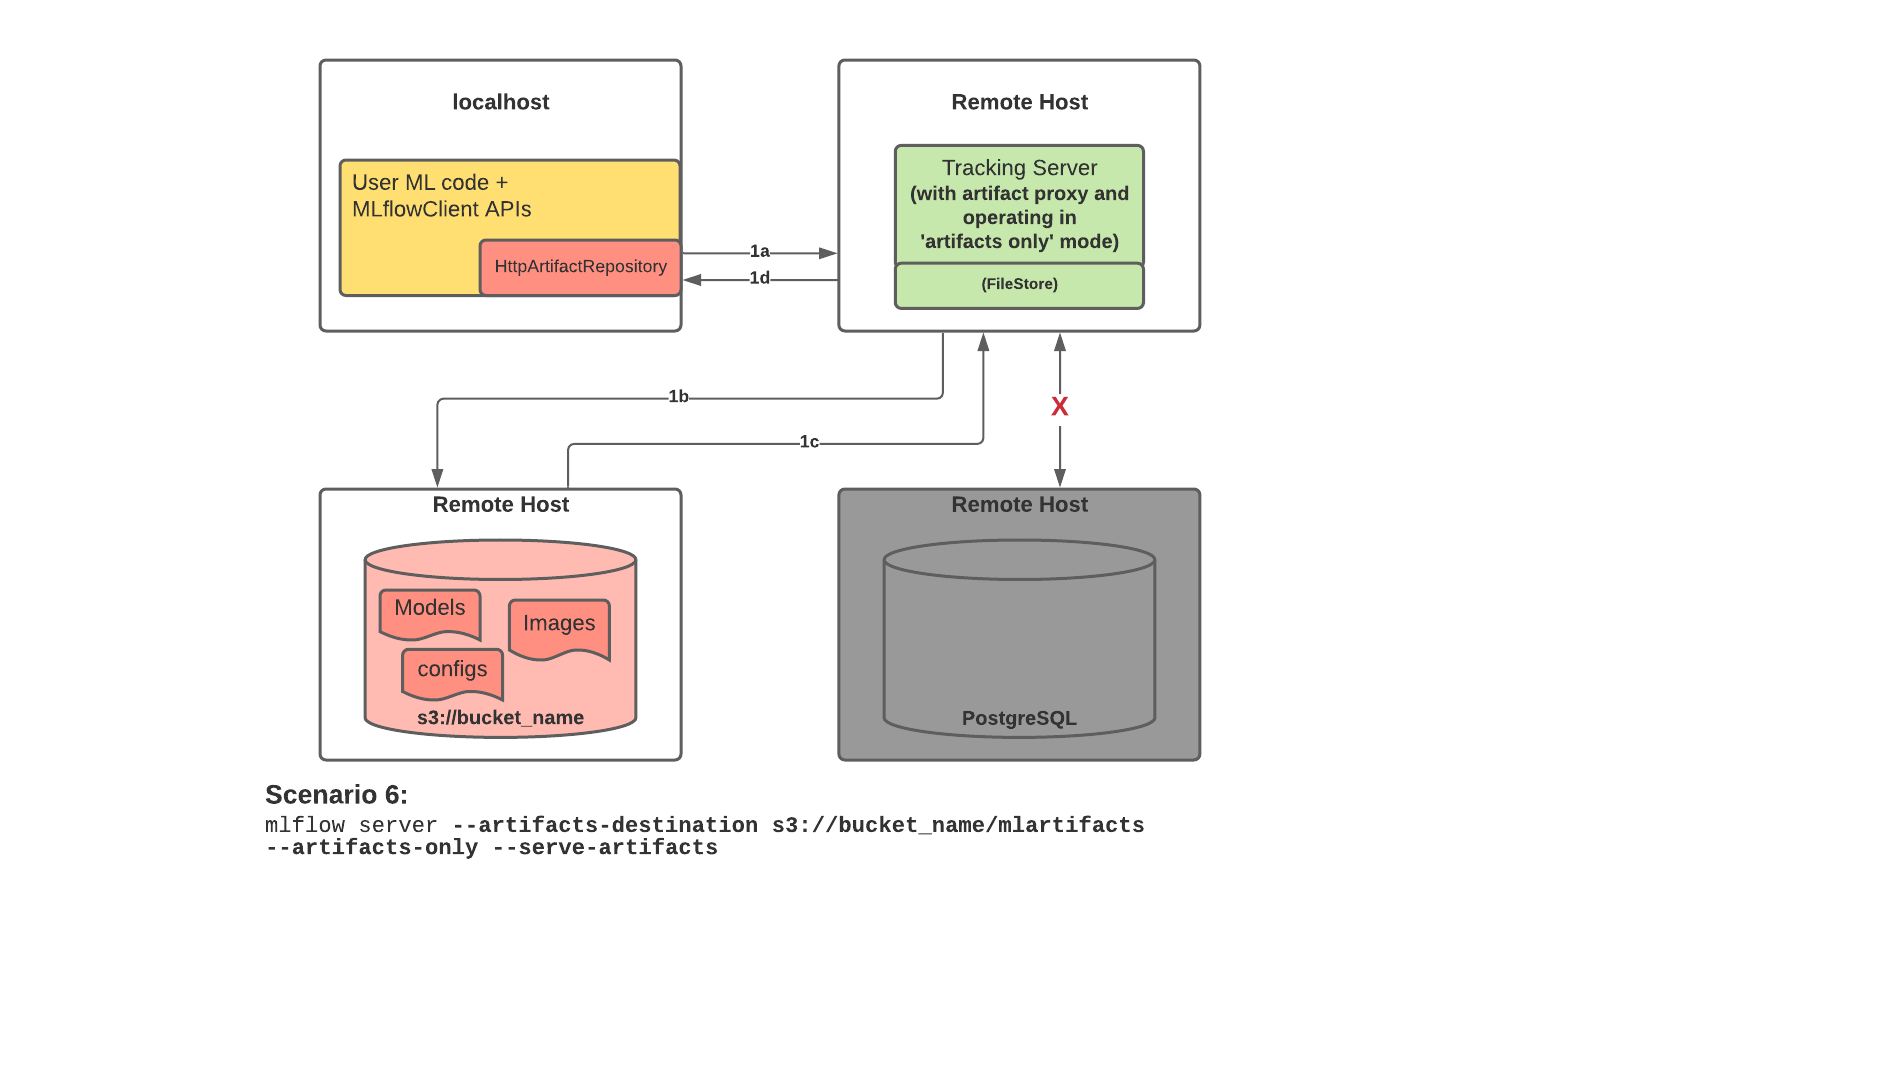 localhost
User ML code +
MLflowClient APIs
HttpArtifactRepository
1a
1d
Remote Host
Tracking Server
(with artifact proxy and
operating in
'artifacts only' mode)
(FileStore)
1b
1c
X
Remote Host
Models
Images
configs
s3://bucket_name
Remote Host
PostgreSQL
Scenario 6:
mlflow server --artifacts-destination s3://bucket_name/mlartifacts
--artifacts-only --serve-artifacts